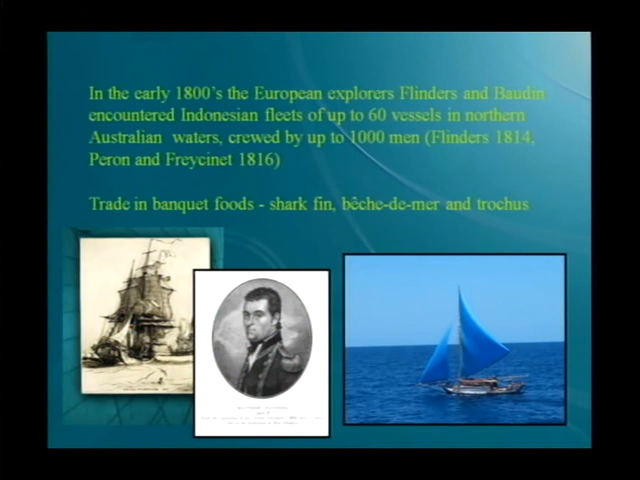 In the early 1800's the European explorers Flinders and Baudin
encountered Indonesian fleets of up to 60 vessels in northern
Australian waters, crewed by up to 1000 men (Flinders 1814,
Peron and Freycinet 1816)
Trade in banquet foods - shark fin, bêche-de-mer and trochus